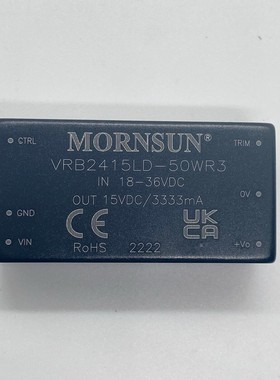 MORNSUN®
CTRL
TRIM
VRB2415LD-50WR3
IN 18-36VDC
0V
OUT 15VDC/3333mA
GND
CE
UK
CA
VIN
RoHS 2222
+Vo